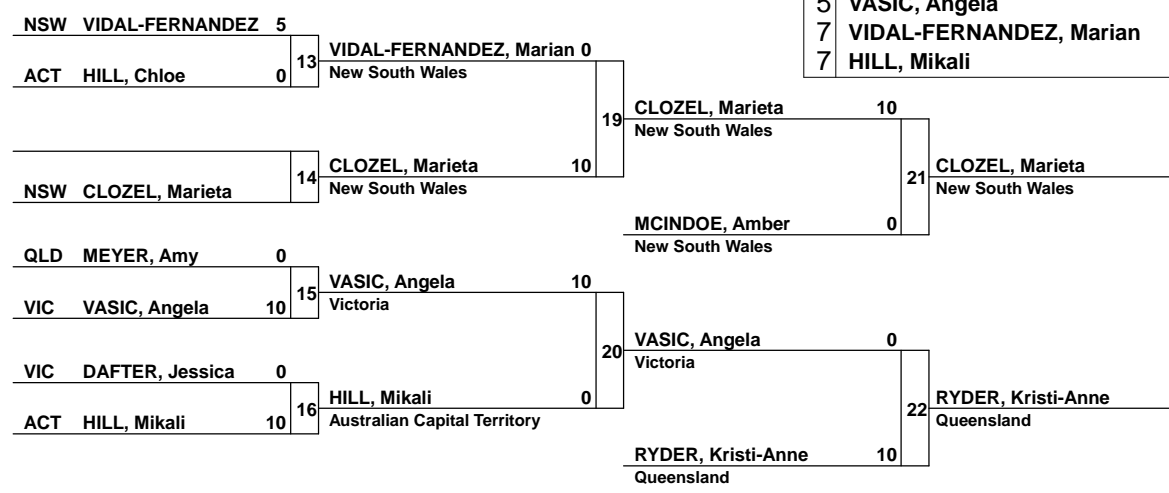 5 VASIC, Angela
NSW VIDAL-FERNANDEZ 5
7 VIDAL-FERNANDEZ, Marian
13 VIDAL-FERNANDEZ, Marian 0
7 HILL, Mikali
ACT HILL, Chloe 0
New South Wales
CLOZEL, Marieta 10
19
New South Wales
CLOZEL, Marieta 10
CLOZEL, Marieta
14
21
NSW CLOZEL, Marieta
New South Wales
New South Wales
MCINDOE, Amber 0
New South Wales
QLD MEYER, Amy 0
VASIC, Angela 10
15
VIC VASIC, Angela 10
Victoria
VASIC, Angela 0
20
Victoria
VIC DAFTER, Jessica 0
HILL, Mikali 0
RYDER, Kristi-Anne
16
22
ACT HILL, Mikali 10
Australian Capital Territory
Queensland
RYDER, Kristi-Anne 10
Queensland